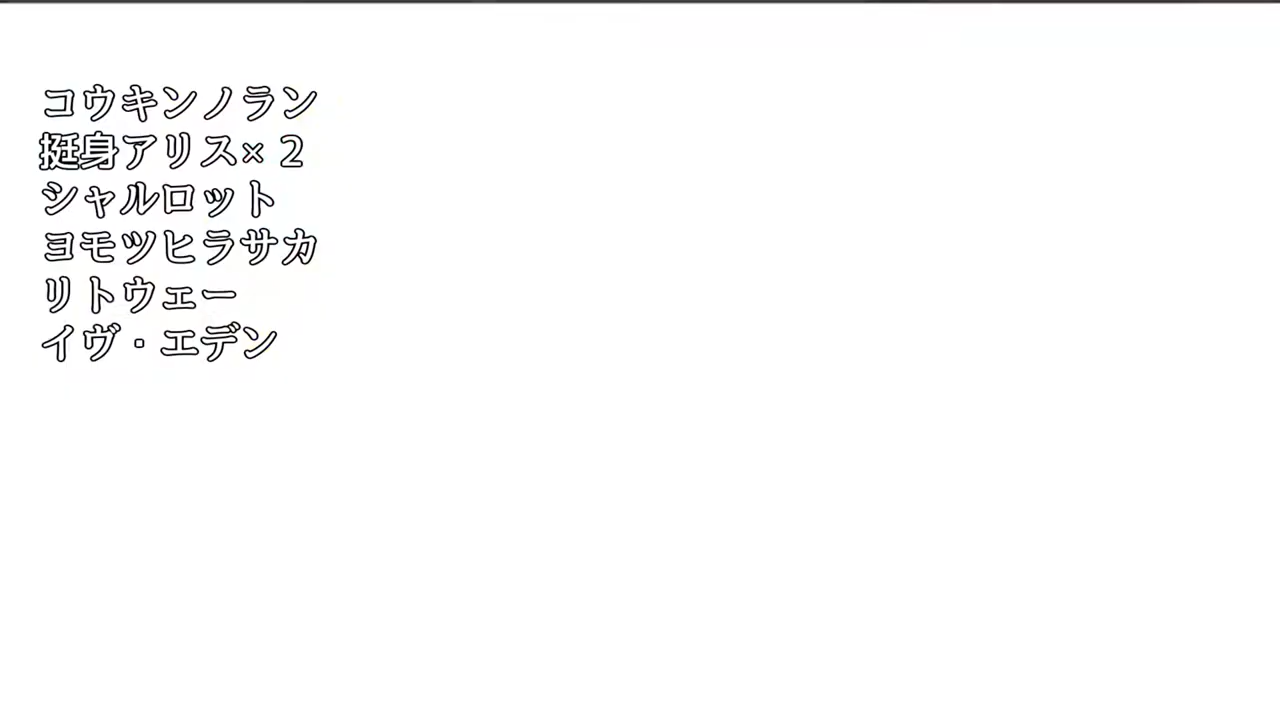 コウキンノラン
挺身アリス×２
シャルロット
ヨモツヒラサカ
リトウェー
イヴ・エデン